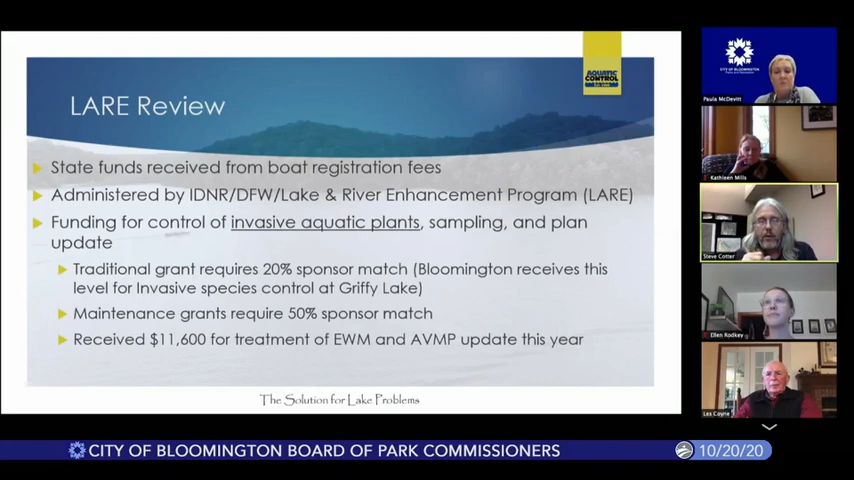 AQUATIC
CONTROL
LARE Review
State funds received from boat registration fees
Administered by IDNR/DFW/Lake & River Enhancement Program (LARE)
Funding for control of invasive aquatic plants, sampling, and plan
update
Traditional grant requires 20% sponsor match (Bloomington receives this
level for Invasive species control at Griffy Lake)
Maintenance grants require 50% sponsor match
Received $11,600 for treatment of EWM and AVMP update this year
The Solution for Lake Problems
CITY OF BLOOMINGTON
Paula McDevitt
Kathleen Mills
Steve Cotter
Ellen Rodkey
Les Coyne
CITY OF BLOOMINGTON BOARD OF PARK COMMISSIONERS
10/20/20